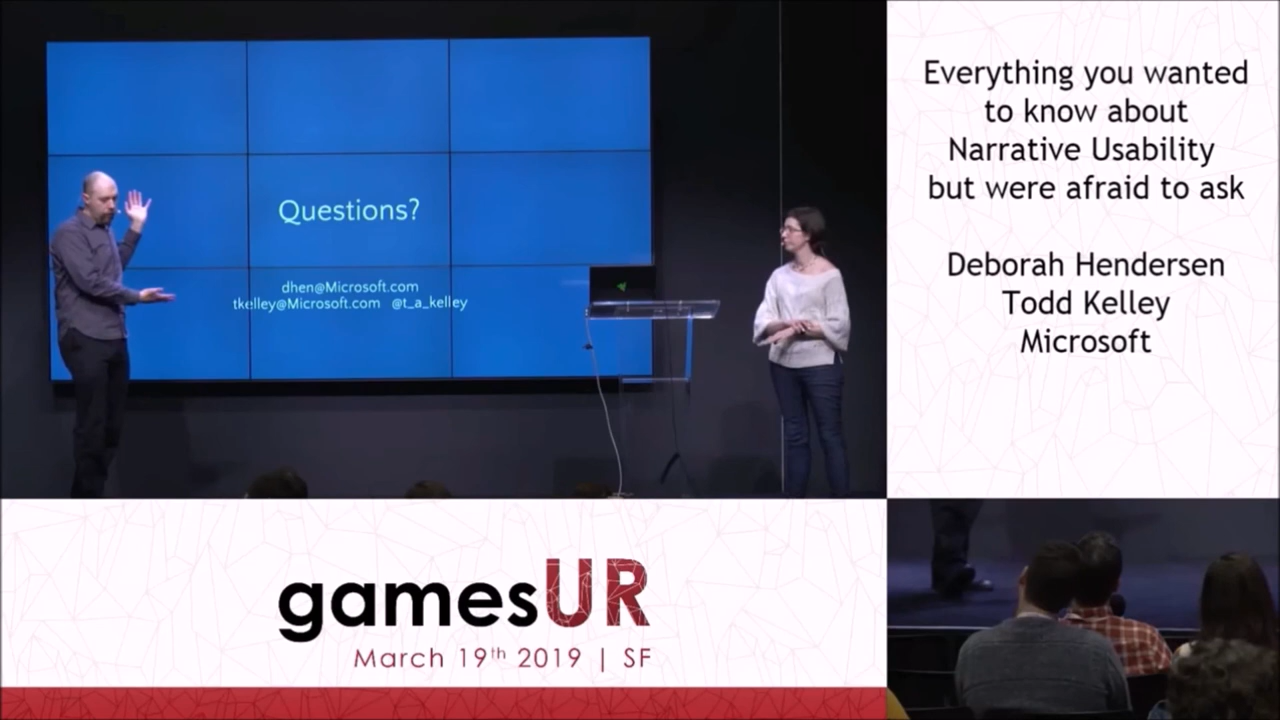 Questions?
dhen@Microsoft.com
tkelley@Microsoft.com @t_a_kelley
Everything you wanted
to know about
Narrative Usability
but were afraid to ask
Deborah Hendersen
Todd Kelley
Microsoft
gamesUR
March 19th 2019 | SF